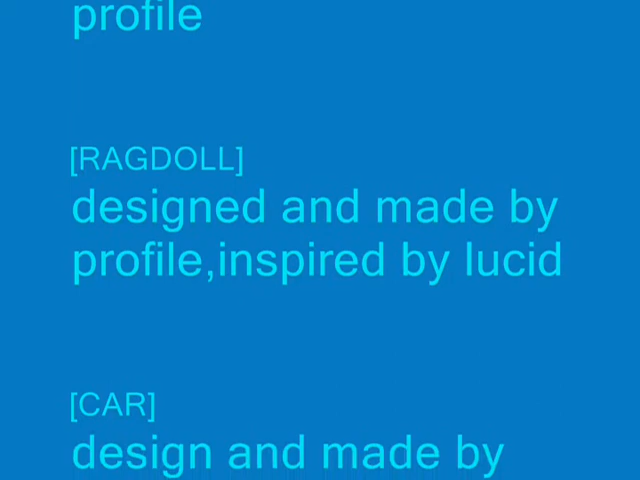 profile
[RAGDOLL]
designed and made by
profile,inspired by lucid
[CAR]
design and made by